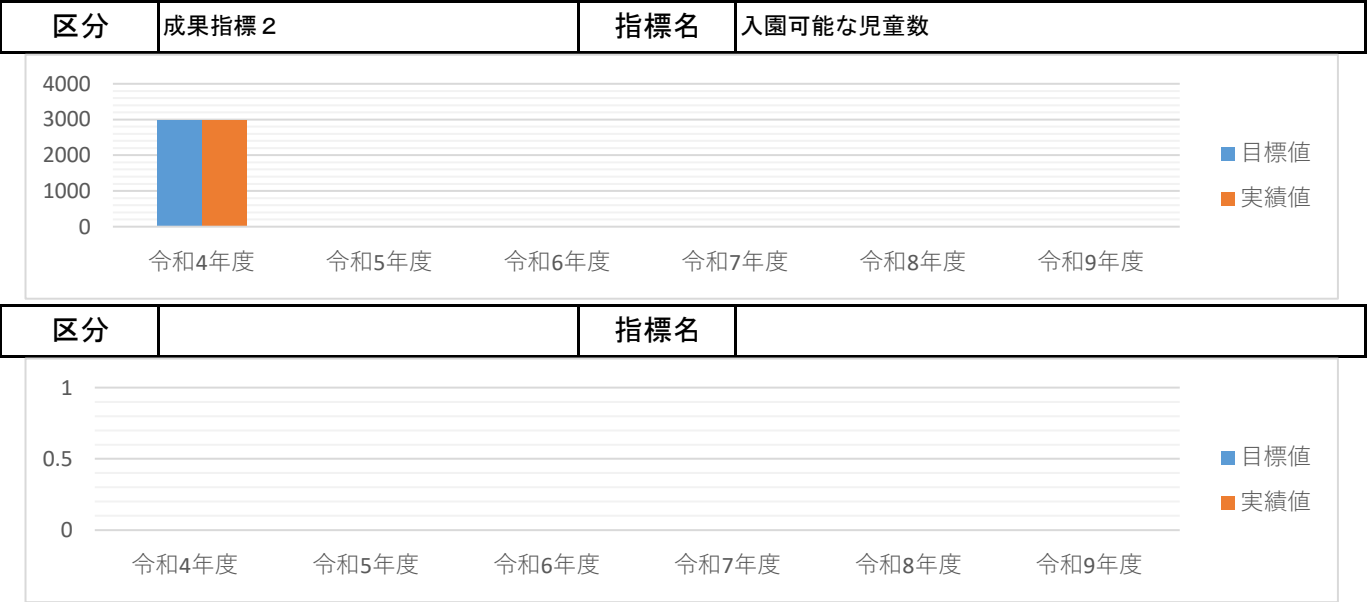 区分 成果指標２ 指標名 入園可能な児童数
4000
3000
2000
1000
0
令和4年度 令和5年度 令和6年度 令和7年度 令和8年度 令和9年度
目標値
実績値
区分 指標名
1
0.5
0
令和4年度 令和5年度 令和6年度 令和7年度 令和8年度 令和9年度
目標値
実績値